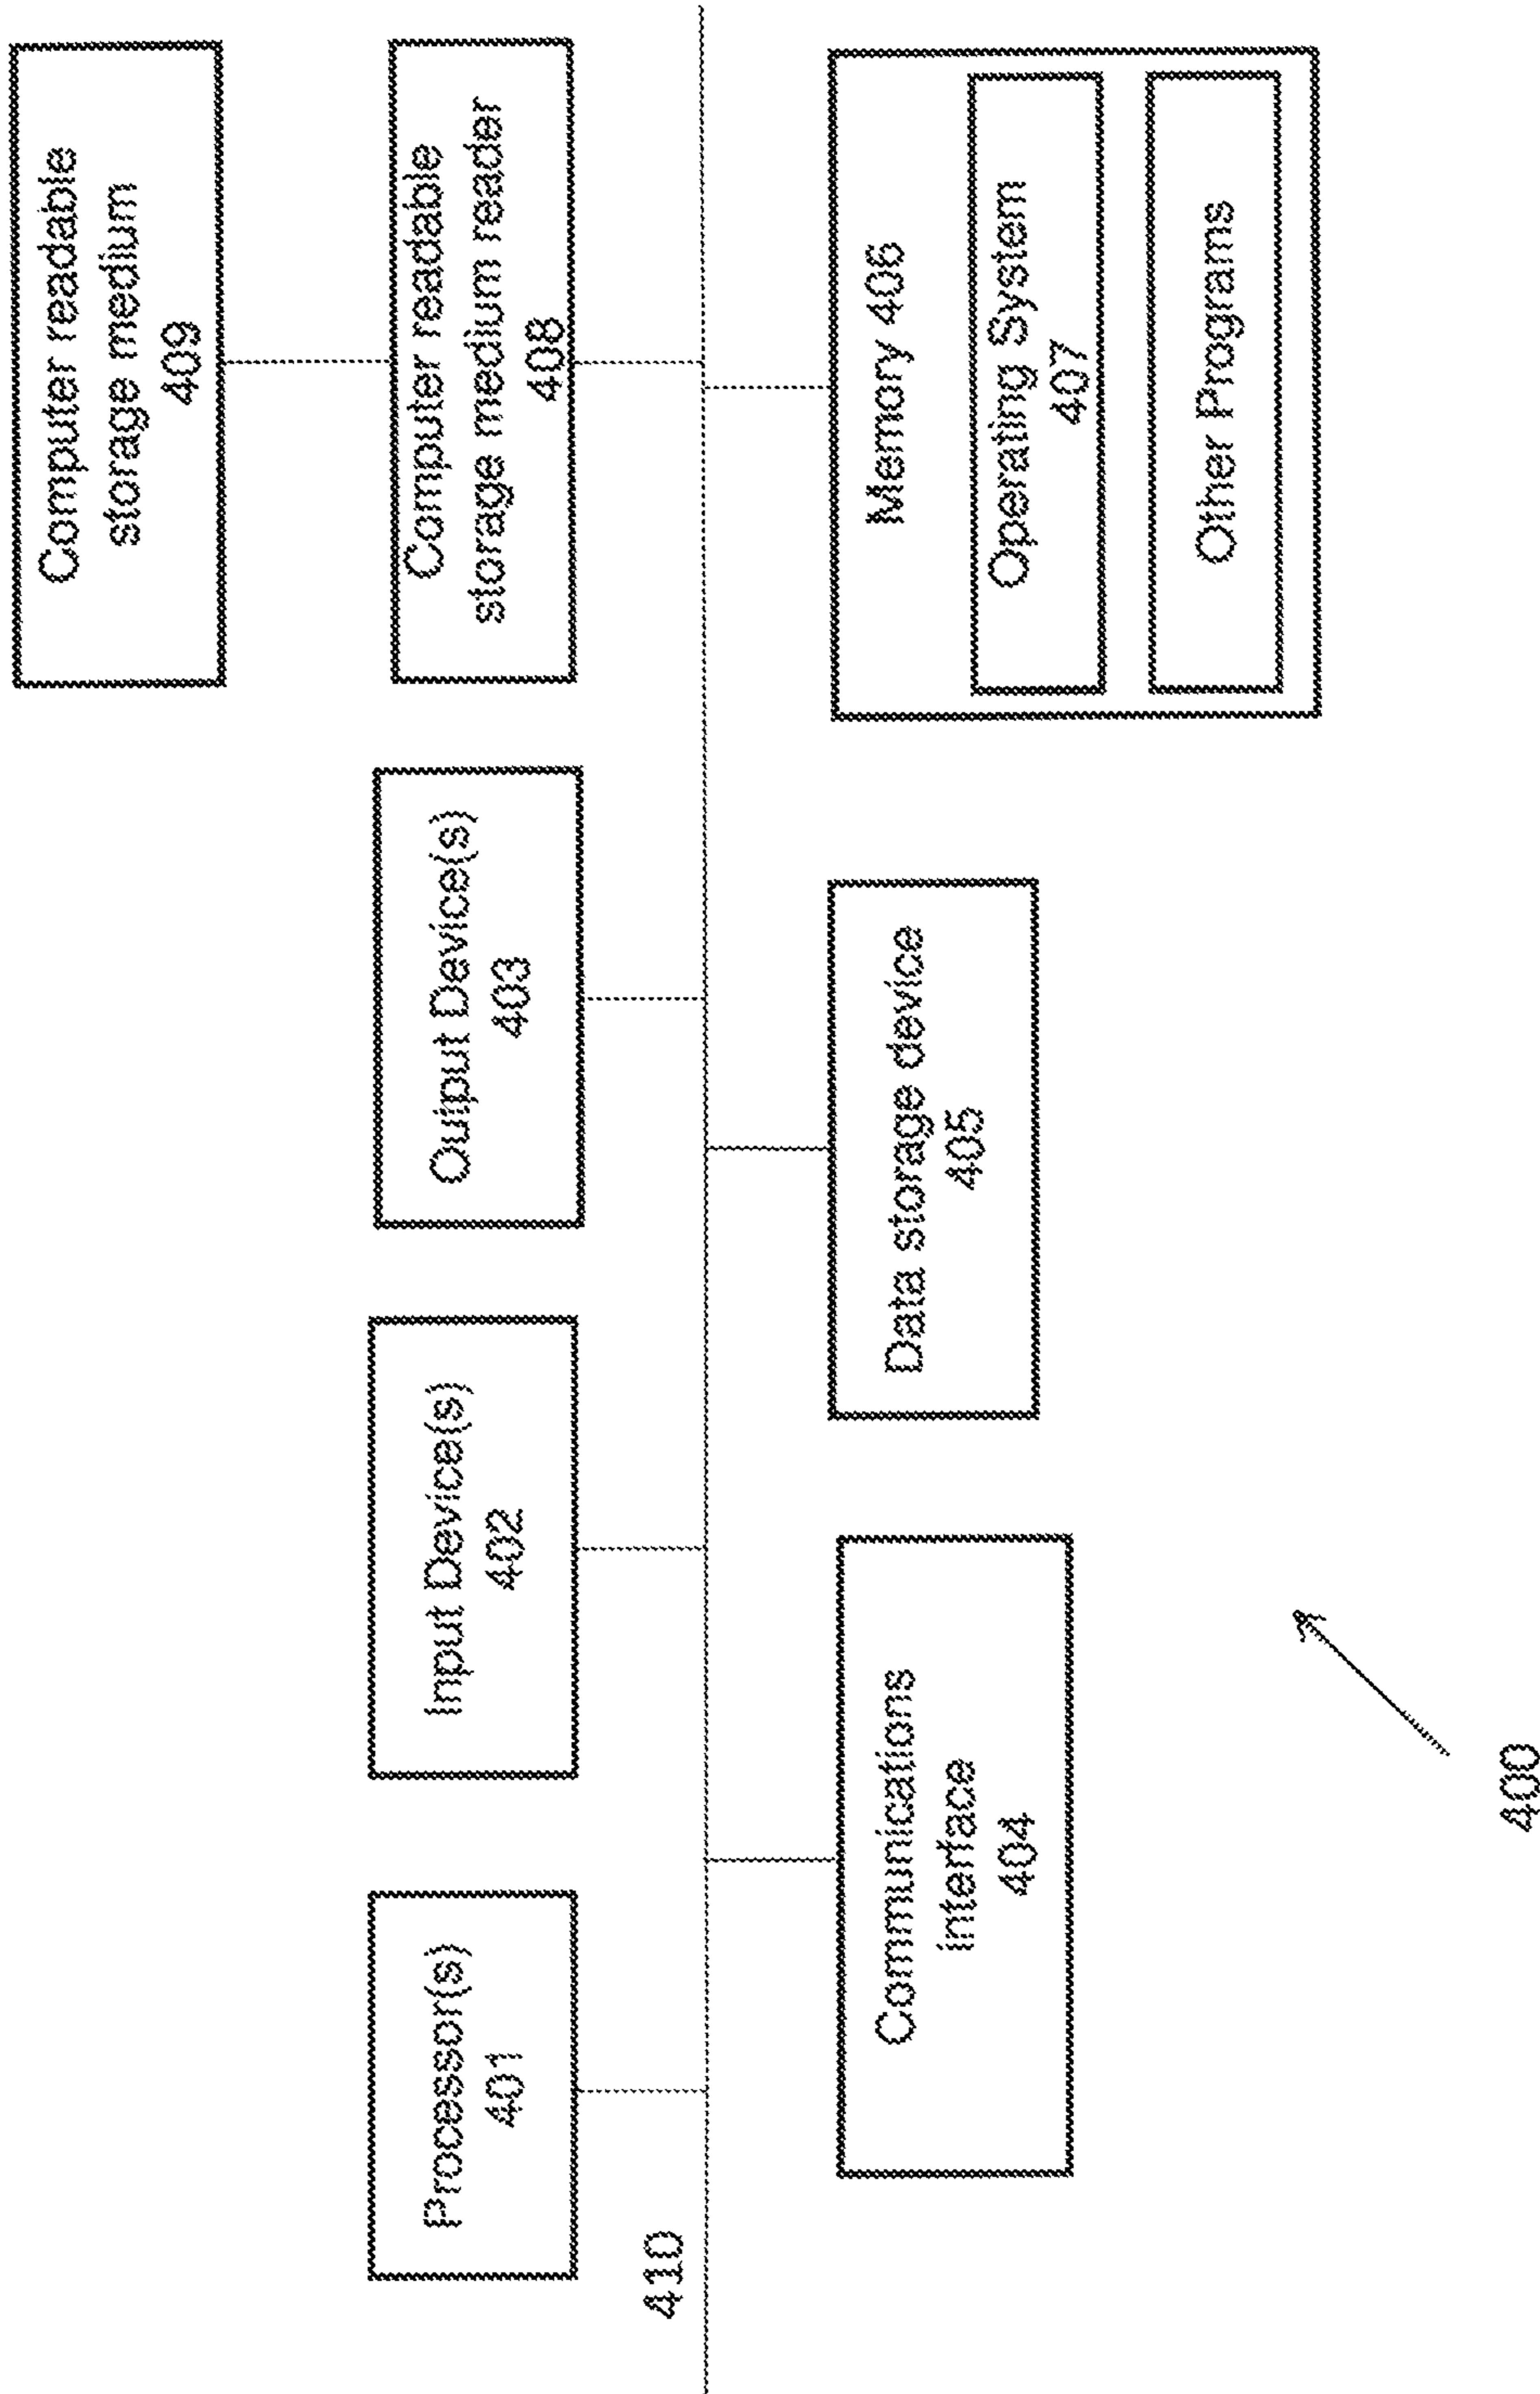 Computer readable
storage medium
409
Processor(s)
401
Input Device(s)
402
Output Device(s)
403
Computer readable
storage medium reader
408
410
Communications
interface
404
Data storage device
405
Memory 406
Operating System
407
Other Programs
400